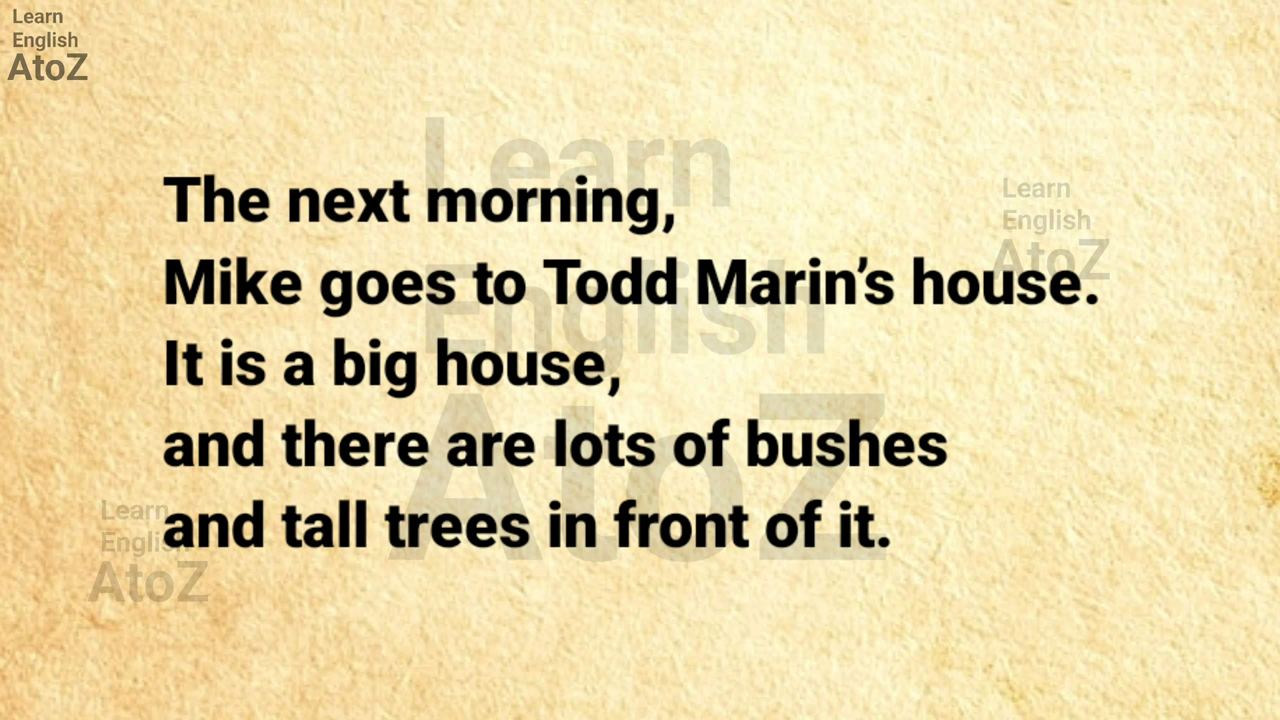 Learn
English
AtoZ
Learn
English
AtoZ
The next morning,
Mike goes to Todd Marin's house.
It is a big house,
and there are lots of bushes
and tall trees in front of it.
Learn
English
AtoZ
Learn
English
AtoZ